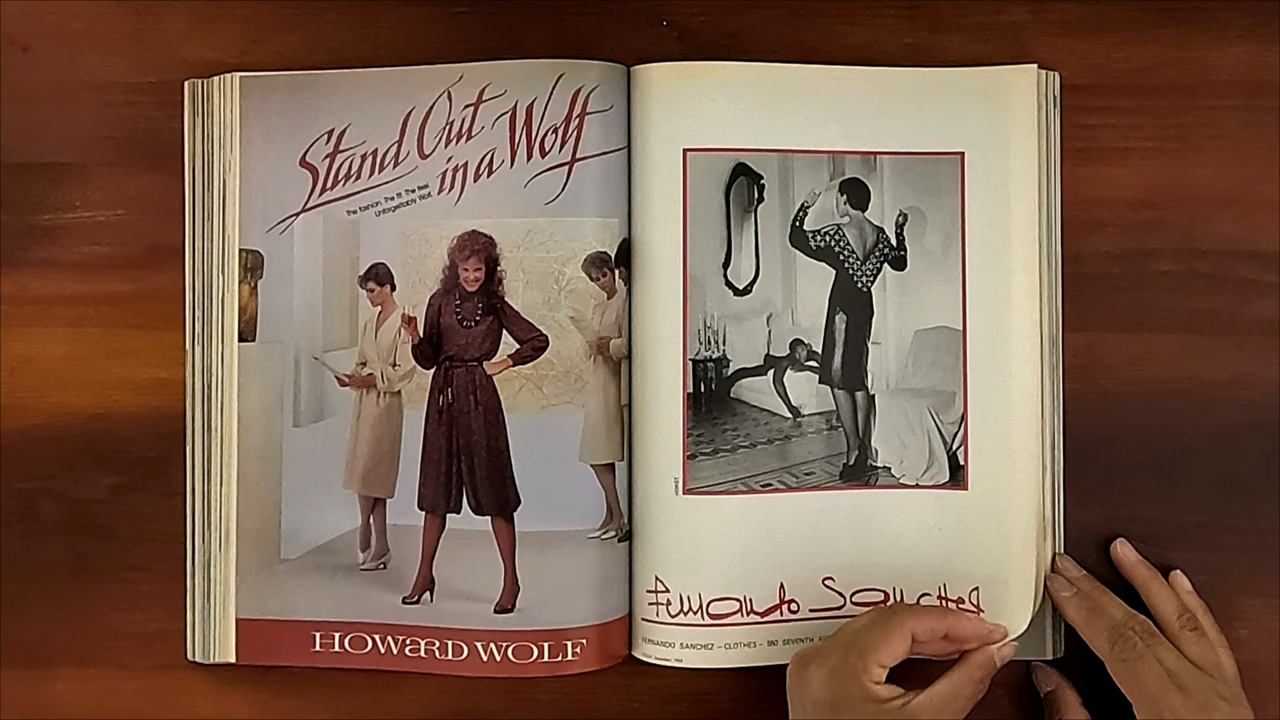 Stand Out
in a Wolf
The fashion. The fit. The feel.
Unforgettably Wolf.
HOWARD WOLF
HORST
Fernando Sanchez
FERNANDO SANCHEZ – CLOTHES – 550 SEVENTH